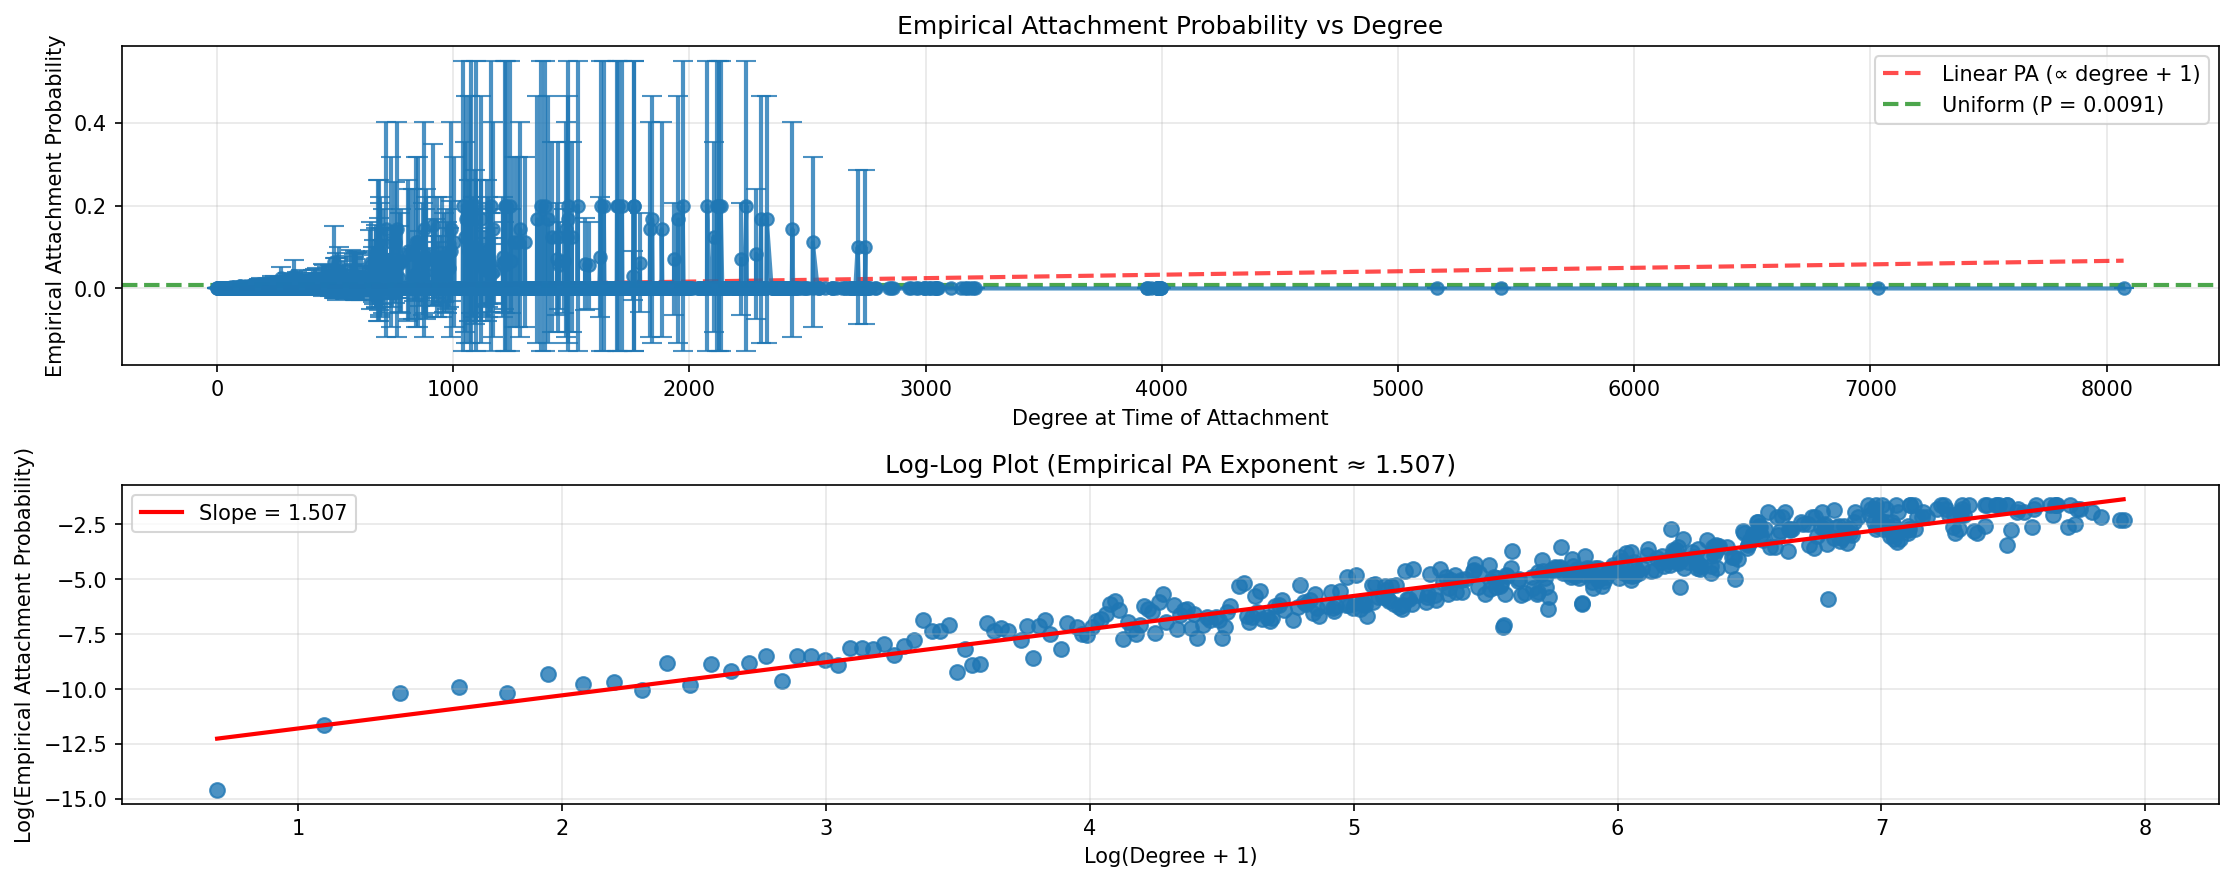 Empirical Attachment Probability vs Degree
Empirical Attachment Probability
0.4
0.2
0.0
Linear PA (∝ degree + 1)
Uniform (P = 0.0091)
0 1000 2000 3000 4000 5000 6000 7000 8000
Degree at Time of Attachment
Log-Log Plot (Empirical PA Exponent ≈ 1.507)
Log(Empirical Attachment Probability)
−2.5
−5.0
−7.5
−10.0
−12.5
−15.0
Slope = 1.507
1 2 3 4 5 6 7 8
Log(Degree + 1)